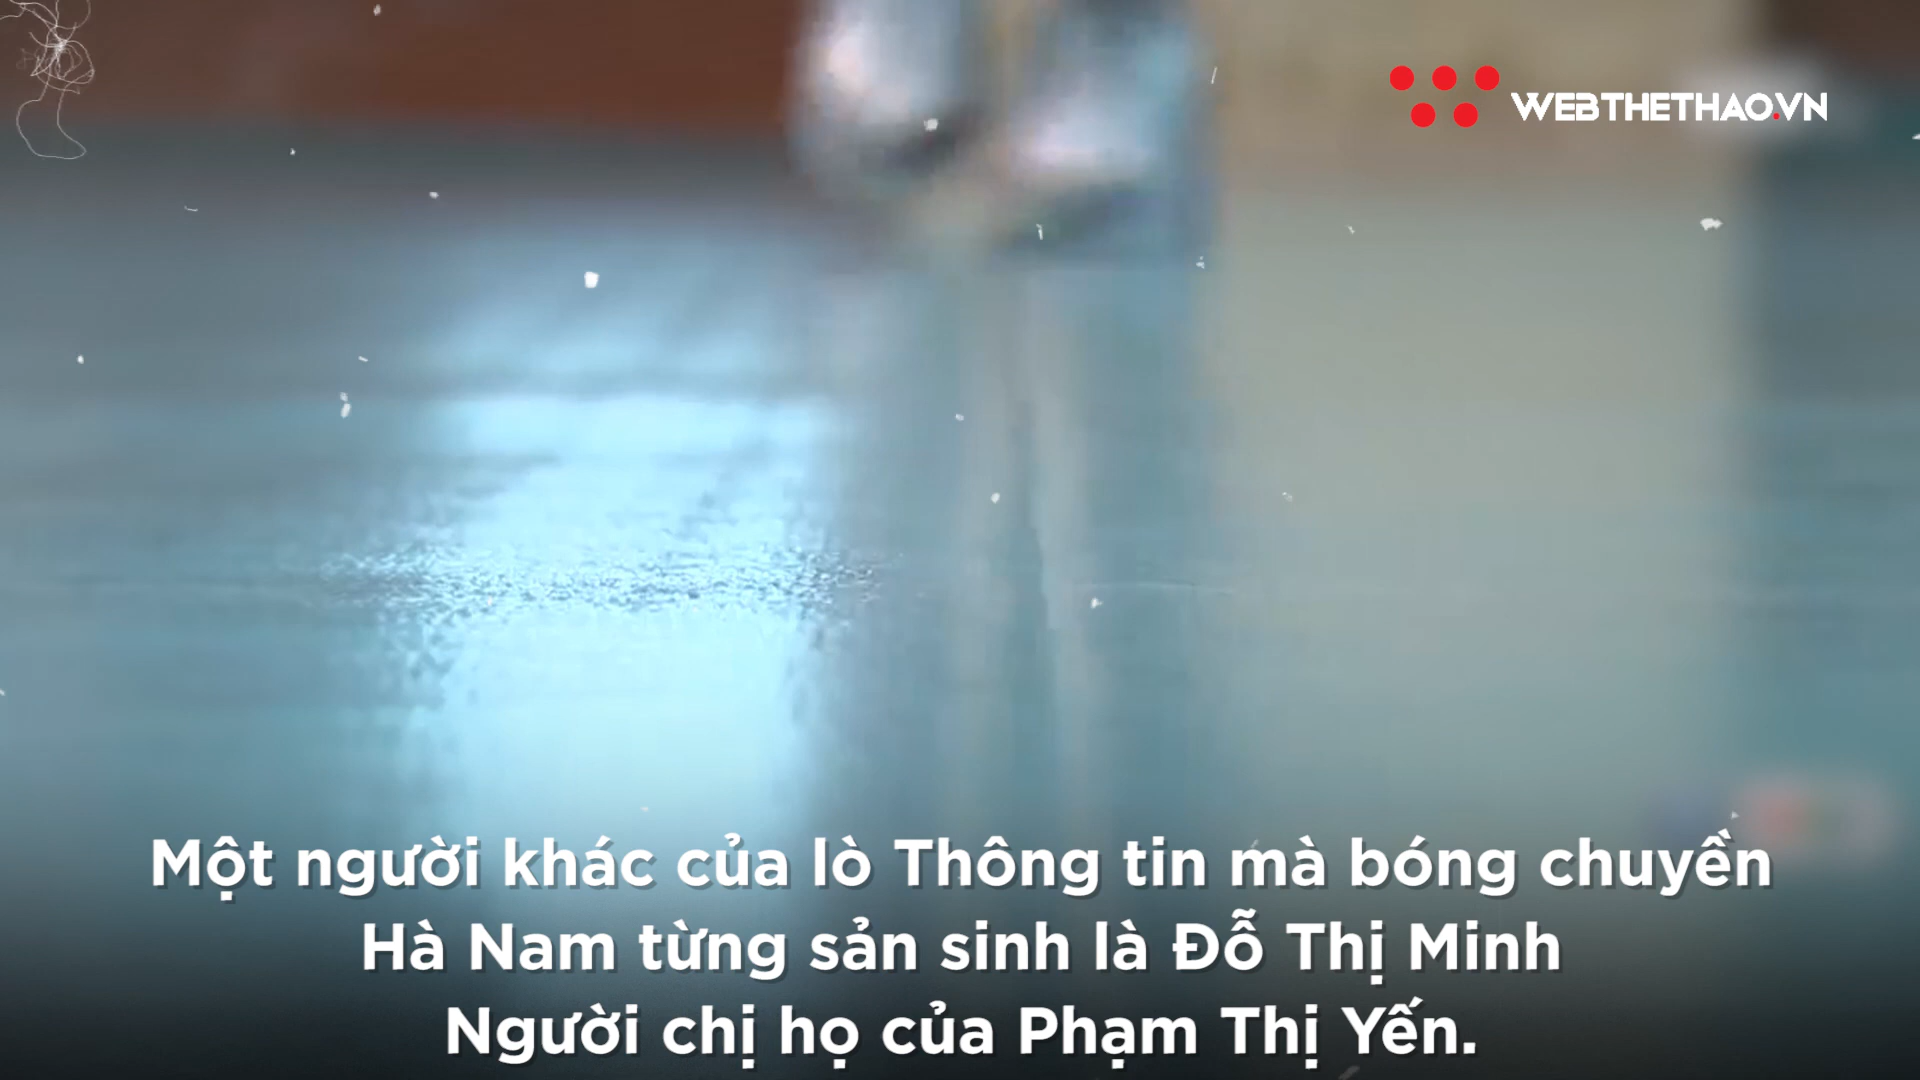 WEBTHETHAO.VN
Một người khác của lò Thông tin mà bóng chuyền
Hà Nam từng sản sinh là Đỗ Thị Minh
Người chị họ của Phạm Thị Yến.